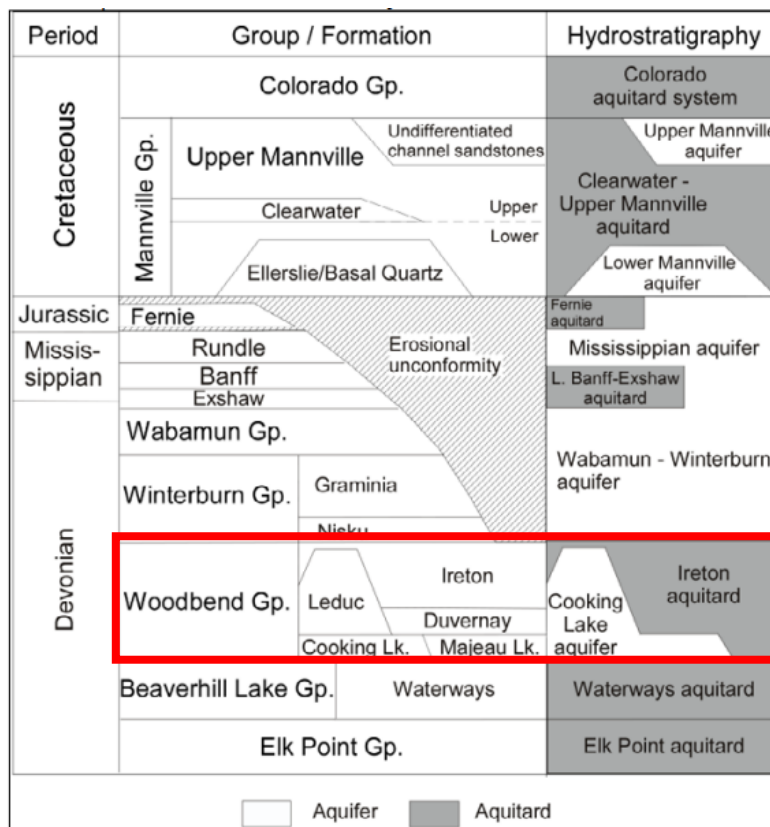 Period
Group / Formation
Hydrostratigraphy
Cretaceous
Mannville Gp.
Colorado Gp.
Colorado
aquitard system
Upper Mannville
Undifferentiated
channel sandstones
Upper Mannville
aquifer
Clearwater
Upper
Lower
Clearwater -
Upper Mannville
aquitard
Ellerslie/Basal Quartz
Lower Mannville
aquifer
Jurassic
Fernie
Erosional
unconformity
Fernie
aquitard
Missis-
sippian
Rundle
Banff
Exshaw
Mississippian aquifer
L. Banff-Exshaw
aquitard
Devonian
Wabamun Gp.
Winterburn Gp.
Graminia
Nisku
Wabamun - Winterburn
aquifer
Woodbend Gp.
Leduc
Ireton
Duvernay
Cooking Lk.
Majeau Lk.
Cooking
Lake
aquifer
Ireton
aquitard
Beaverhill Lake Gp.
Waterways
Waterways aquitard
Elk Point Gp.
Elk Point aquitard
Aquifer
Aquitard